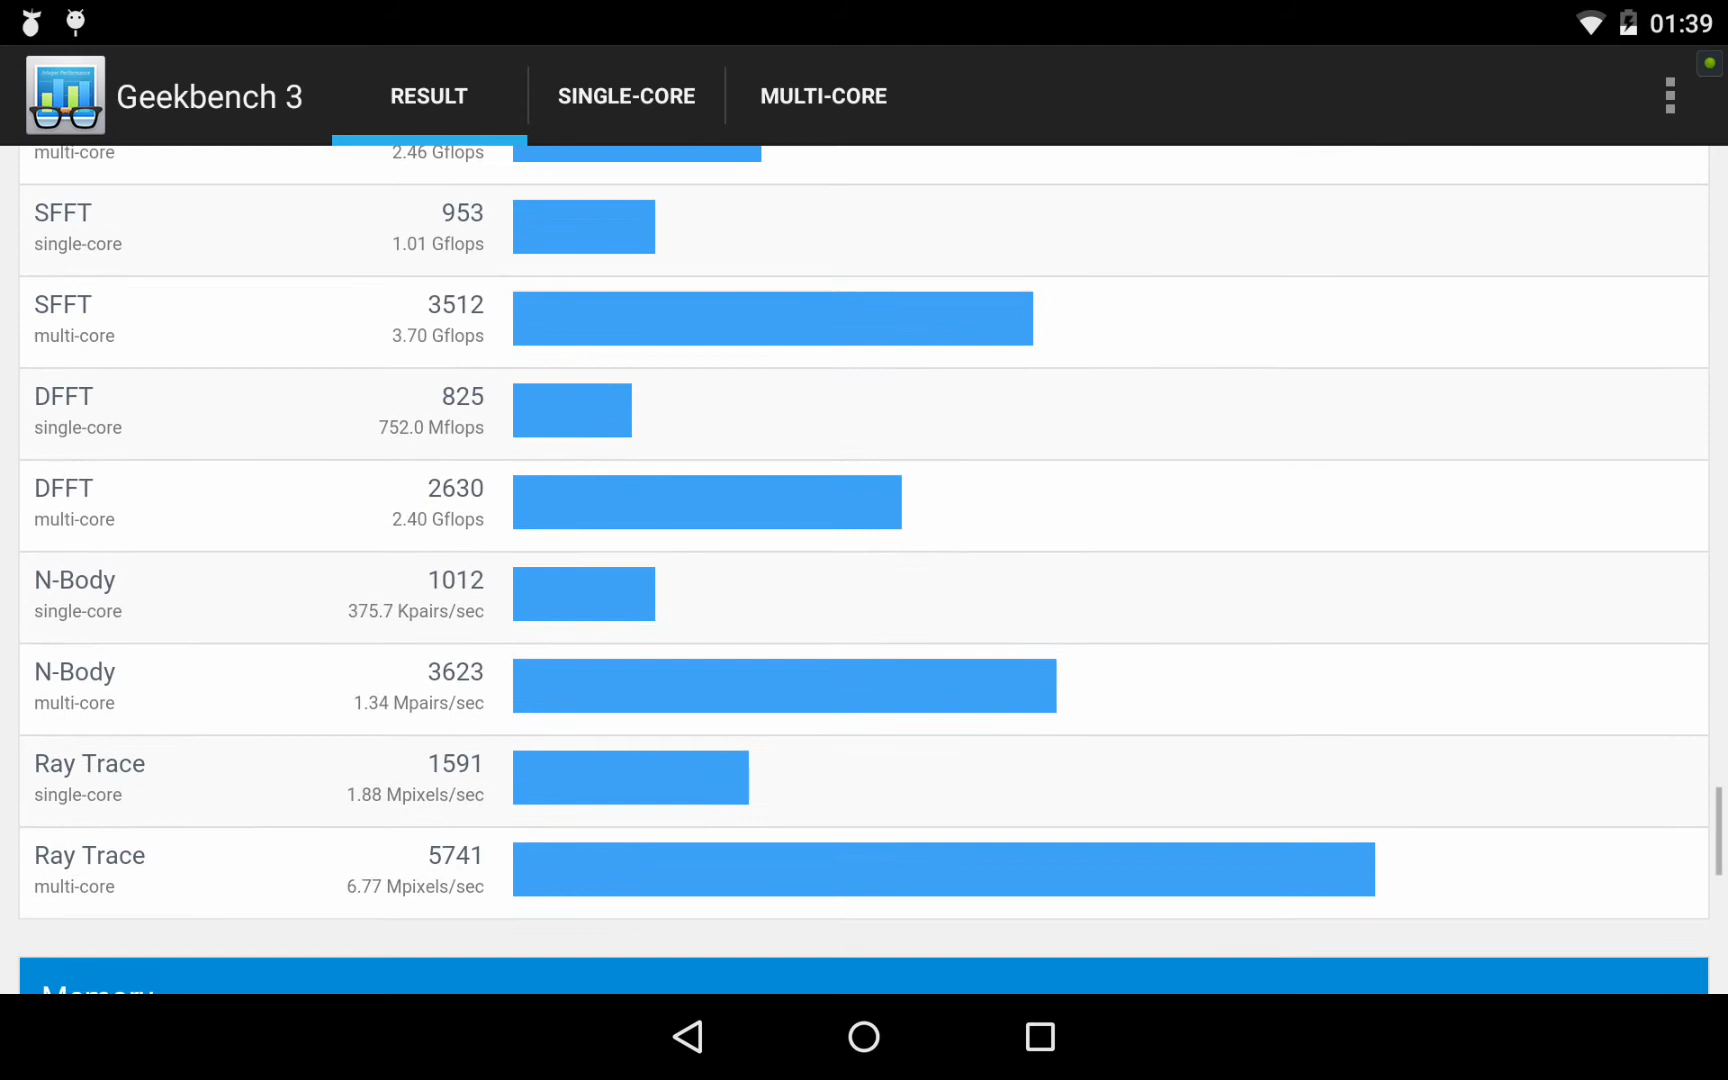 01:39
Geekbench 3
RESULT
SINGLE-CORE
MULTI-CORE
multi-core 2.46 Gflops
SFFT 953
single-core 1.01 Gflops
SFFT 3512
multi-core 3.70 Gflops
DFFT 825
single-core 752.0 Mflops
DFFT 2630
multi-core 2.40 Gflops
N-Body 1012
single-core 375.7 Kpairs/sec
N-Body 3623
multi-core 1.34 Mpairs/sec
Ray Trace 1591
single-core 1.88 Mpixels/sec
Ray Trace 5741
multi-core 6.77 Mpixels/sec
Memory